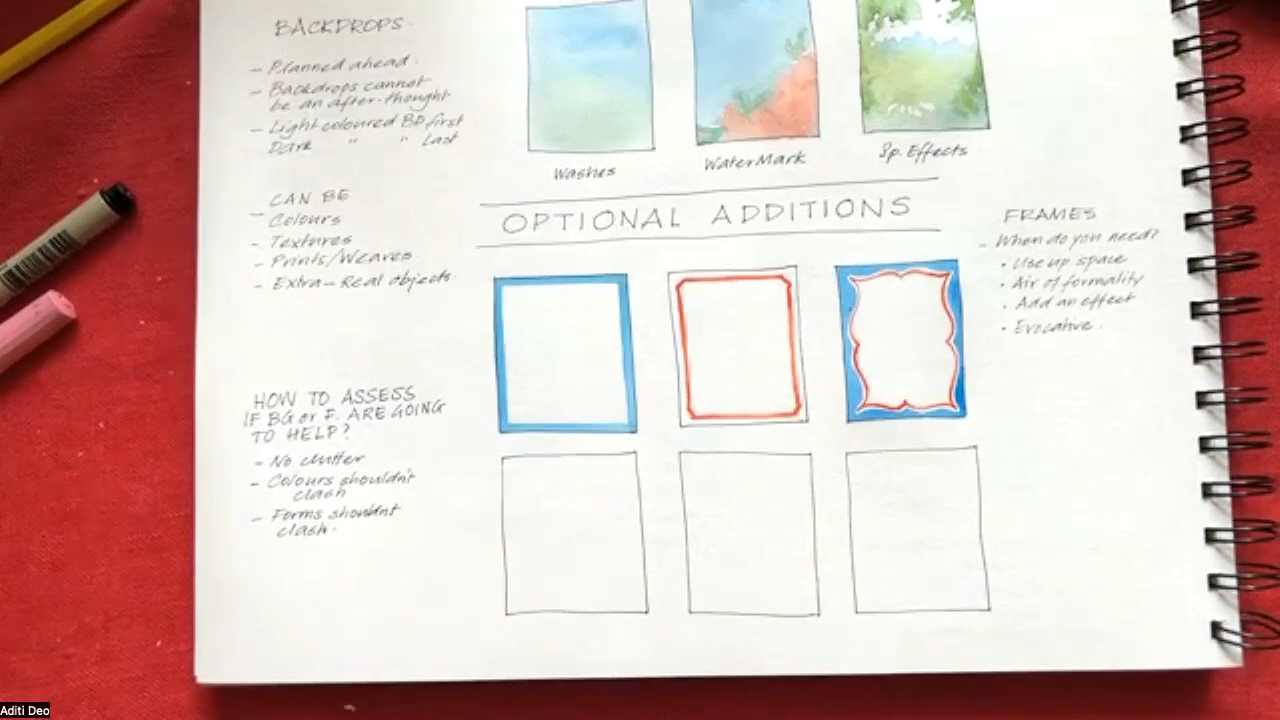 BACKDROPS
- Planned ahead.
- Backdrops cannot
be an after-thought
- Light coloured BD first
Dark " " Last
Washes
WaterMark
Sp. Effects
CAN BE
- Colours
- Textures
- Prints/Weaves
- Extra-Real objects.
OPTIONAL ADDITIONS
FRAMES
- When do you need?
• Use up space
• Air of formality
• Add an effect
• Evocative.
HOW TO ASSESS
IF BG or F. ARE GOING
TO HELP?
- No clutter
- Colours shouldn't
clash
- Forms shouldnt
clash.
Aditi Deo